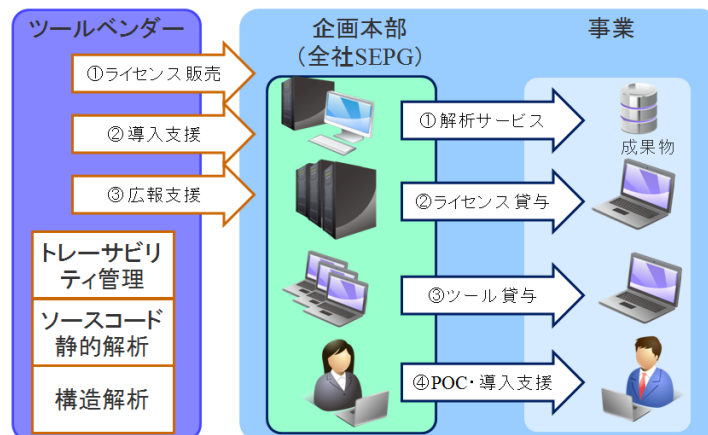 ツールベンダー
①ライセンス販売
②導入支援
③広報支援
トレーサビリ
ティ管理
ソースコード
静的解析
構造解析
企画本部
（全社SEPG）
事業
①解析サービス
成果物
②ライセンス貸与
③ツール貸与
④POC・導入支援